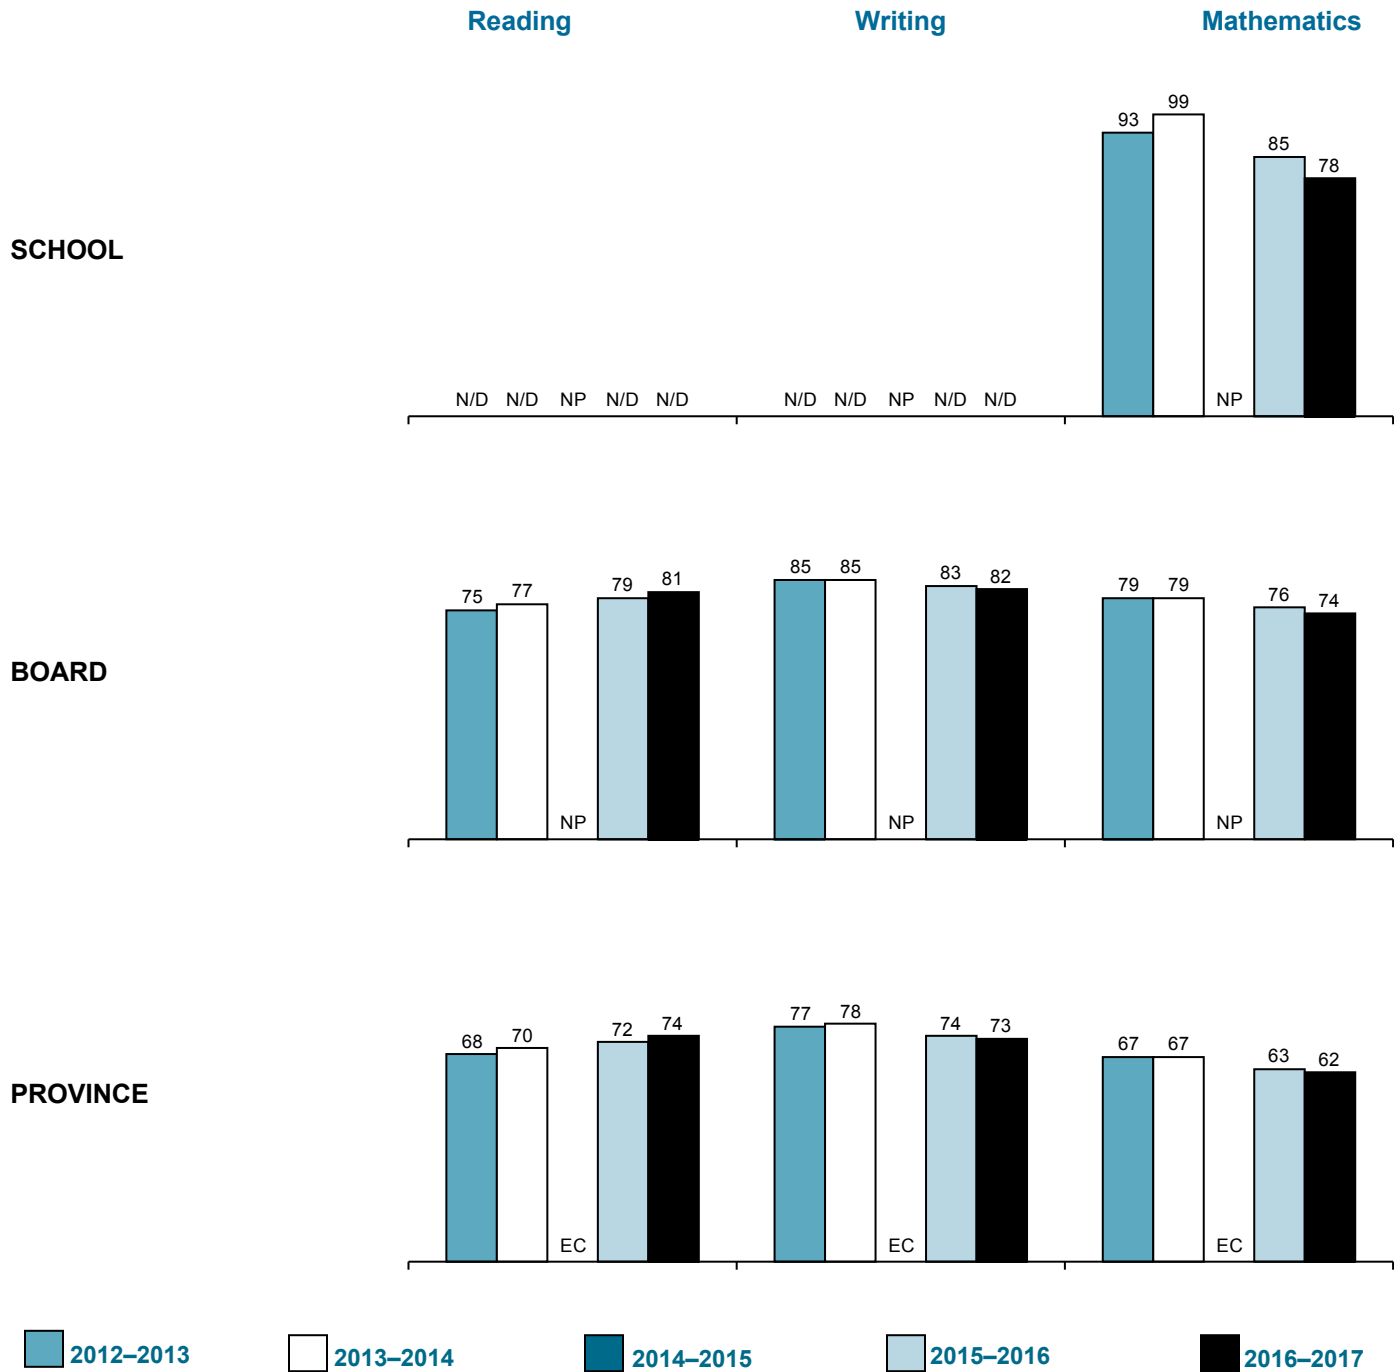 Reading Writing Mathematics
99
93
85
78
SCHOOL
N/D N/D NP N/D N/D N/D N/D NP N/D N/D NP
85 85 83 82
75 77 79 81 79 79 76 74
BOARD
NP NP NP
77 78 74 73
68 70 72 74 67 67 63 62
PROVINCE
EC EC EC
2012–2013 2013–2014 2014–2015 2015–2016 2016–2017